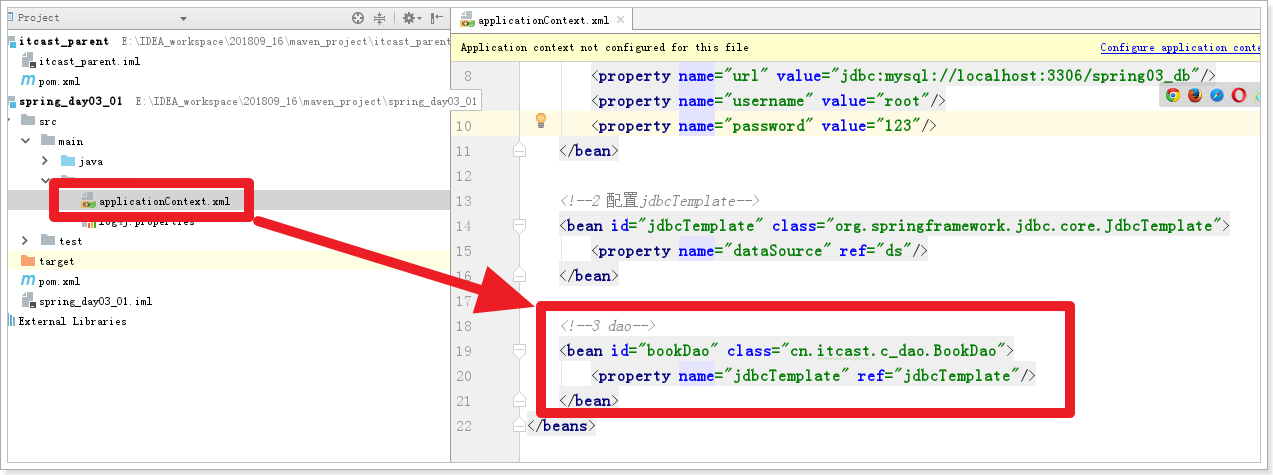 Project
itcast_parent E:\IDEA_workspace\201809_16\maven_project\itcast_parent
itcast_parent.iml
pom.xml
spring_day03_01 E:\IDEA_workspace\201809_16\maven_project\spring_day03_01
src
main
java
applicationContext.xml
log4j.properties
test
target
pom.xml
spring_day03_01.iml
External Libraries
applicationContext.xml
Application context not configured for this file Configure application conte
8 <property name="url" value="jdbc:mysql://localhost:3306/spring03_db"/>
<property name="username" value="root"/>
10 <property name="password" value="123"/>
11 </bean>
12
13 <!--2 配置jdbcTemplate-->
14 <bean id="jdbcTemplate" class="org.springframework.jdbc.core.JdbcTemplate">
15 <property name="dataSource" ref="ds"/>
16 </bean>
17
18 <!--3 dao-->
19 <bean id="bookDao" class="cn.itcast.c_dao.BookDao">
20 <property name="jdbcTemplate" ref="jdbcTemplate"/>
21 </bean>
22 </beans>